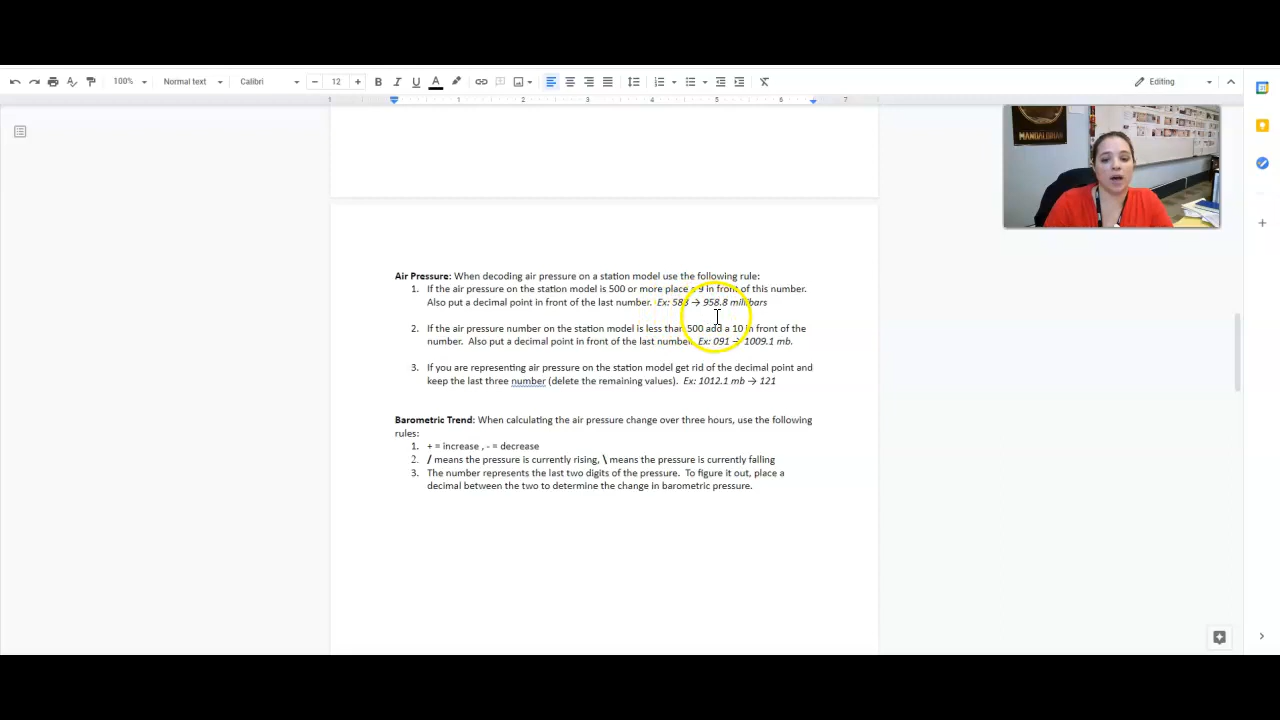 100% Normal text Calibri 12 B I U A Editing
1 1 2 3 4 5 6 7
MANDALORIAN
Air Pressure: When decoding air pressure on a station model use the following rule:
1. If the air pressure on the station model is 500 or more place a 9 in front of this number.
Also put a decimal point in front of the last number. Ex: 588 → 958.8 millibars
2. If the air pressure number on the station model is less than 500 add a 10 in front of the
number. Also put a decimal point in front of the last number. Ex: 091 → 1009.1 mb.
3. If you are representing air pressure on the station model get rid of the decimal point and
keep the last three number (delete the remaining values). Ex: 1012.1 mb → 121
Barometric Trend: When calculating the air pressure change over three hours, use the following
rules:
1. + = increase , - = decrease
2. / means the pressure is currently rising, \ means the pressure is currently falling
3. The number represents the last two digits of the pressure. To figure it out, place a
decimal between the two to determine the change in barometric pressure.